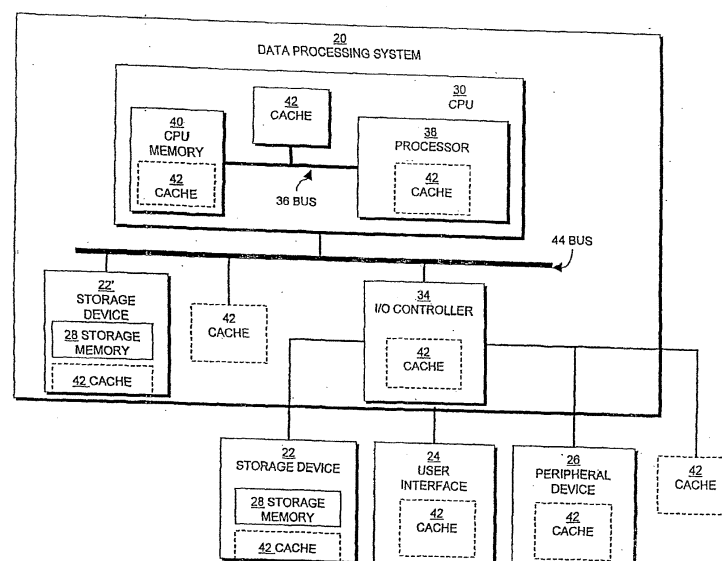 20
DATA PROCESSING SYSTEM
30
CPU
42
CACHE
40
CPU
MEMORY
42
CACHE
38
PROCESSOR
42
CACHE
36 BUS
44 BUS
22'
STORAGE
DEVICE
28 STORAGE
MEMORY
42 CACHE
42
CACHE
34
I/O CONTROLLER
42
CACHE
22
STORAGE DEVICE
28 STORAGE
MEMORY
42 CACHE
24
USER
INTERFACE
42
CACHE
26
PERIPHERAL
DEVICE
42
CACHE
42
CACHE